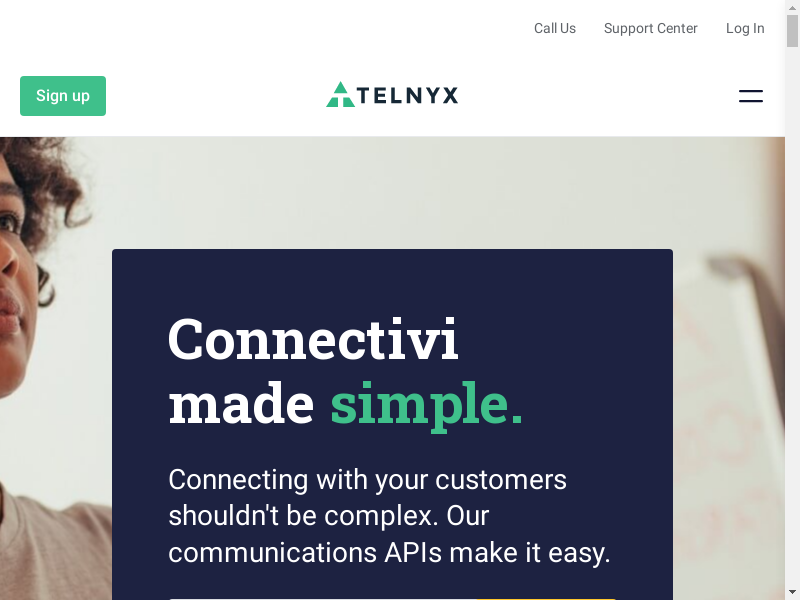 Call Us Support Center Log In
Sign up
TELNYX
Connectivi
made simple.
Connecting with your customers
shouldn't be complex. Our
communications APIs make it easy.